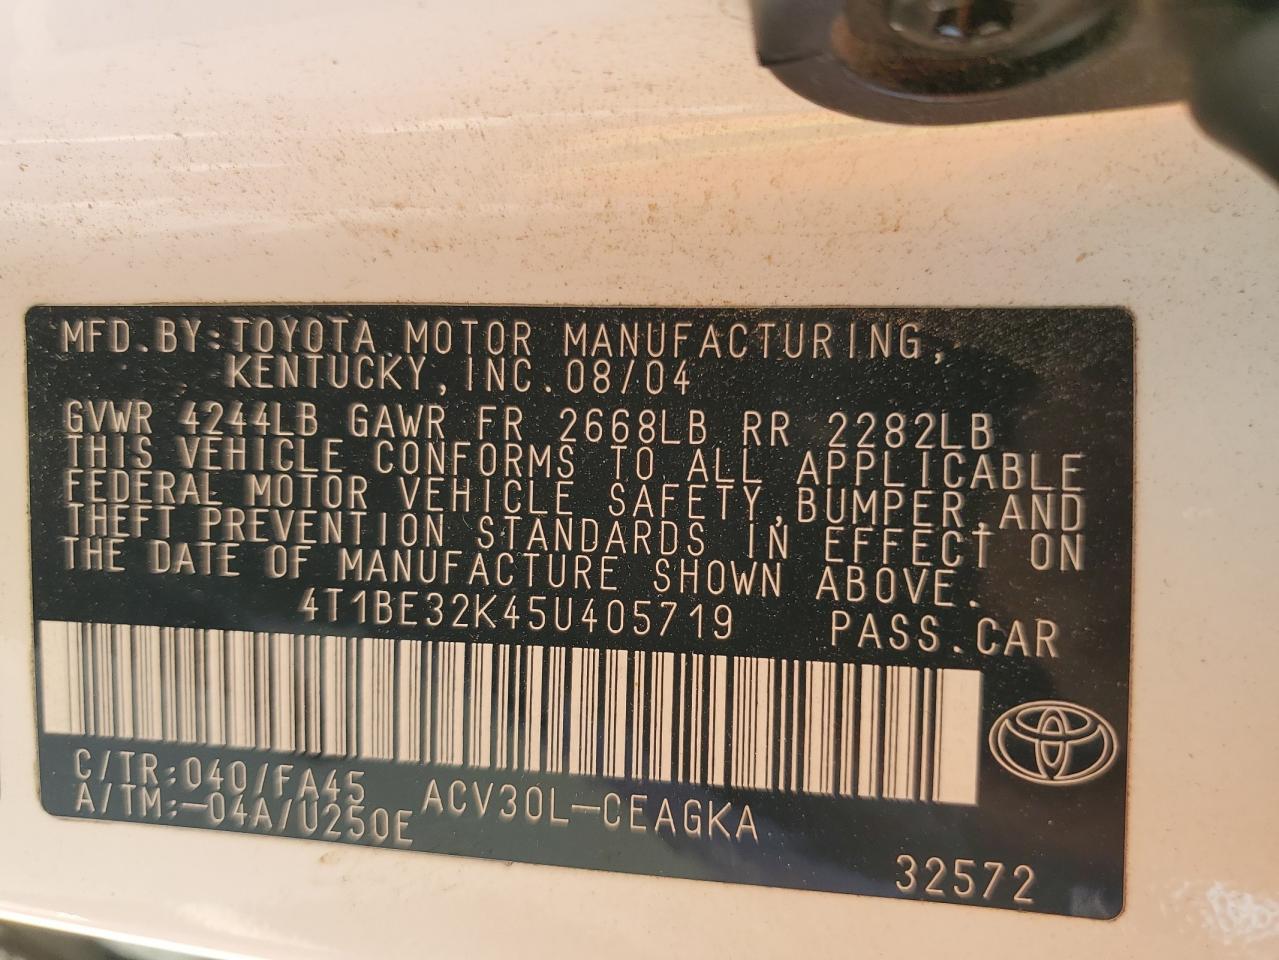 MFD.BY:TOYOTA MOTOR MANUFACTURING,
KENTUCKY,INC.08/04
GVWR 4244LB GAWR FR 2668LB RR 2282LB
THIS VEHICLE CONFORMS TO ALL APPLICABLE
FEDERAL MOTOR VEHICLE SAFETY,BUMPER,AND
THEFT PREVENTION STANDARDS IN EFFECT ON
THE DATE OF MANUFACTURE SHOWN ABOVE.
4T1BE32K45U405719 PASS.CAR
C/TR:040/FA45 ACV30L-CEAGKA
A/TM:-04A/U250E
32572